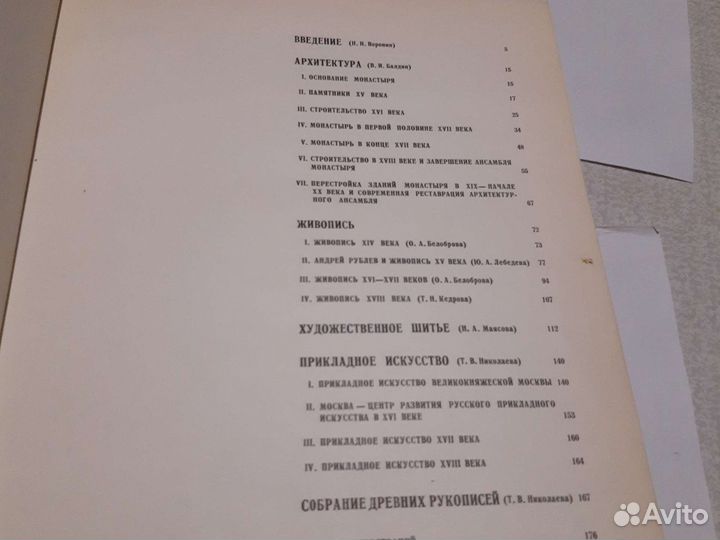 ВВЕДЕНИЕ (Н. Н. Воронин) 5
АРХИТЕКТУРА (В. И. Балдин) 15
I. ОСНОВАНИЕ МОНАСТЫРЯ 15
II. ПАМЯТНИКИ XV ВЕКА 17
III. СТРОИТЕЛЬСТВО XVI ВЕКА 25
IV. МОНАСТЫРЬ В ПЕРВОЙ ПОЛОВИНЕ XVII ВЕКА 34
V. МОНАСТЫРЬ В КОНЦЕ XVII ВЕКА 48
VI. СТРОИТЕЛЬСТВО В XVIII ВЕКЕ И ЗАВЕРШЕНИЕ АНСАМБЛЯ
МОНАСТЫРЯ 55
VII. ПЕРЕСТРОЙКА ЗДАНИЙ МОНАСТЫРЯ В XIX — НАЧАЛЕ
XX ВЕКА И СОВРЕМЕННАЯ РЕСТАВРАЦИЯ АРХИТЕКТУР-
НОГО АНСАМБЛЯ 67
ЖИВОПИСЬ 72
I. ЖИВОПИСЬ XIV ВЕКА (О. А. Белоброва) 73
II. АНДРЕЙ РУБЛЕВ И ЖИВОПИСЬ XV ВЕКА (Ю. А. Лебедева) 77
III. ЖИВОПИСЬ XVI—XVII ВЕКОВ (О. А. Белоброва) 94
IV. ЖИВОПИСЬ XVIII ВЕКА (Т. Н. Кедрова) 107
ХУДОЖЕСТВЕННОЕ ШИТЬЕ (Н. А. Маясова) 112
ПРИКЛАДНОЕ ИСКУССТВО (Т. В. Николаева) 140
I. ПРИКЛАДНОЕ ИСКУССТВО ВЕЛИКОКНЯЖЕСКОЙ МОСКВЫ 140
II. МОСКВА — ЦЕНТР РАЗВИТИЯ РУССКОГО ПРИКЛАДНОГО
ИСКУССТВА В XVI ВЕКЕ 153
III. ПРИКЛАДНОЕ ИСКУССТВО XVII ВЕКА 160
IV. ПРИКЛАДНОЕ ИСКУССТВО XVIII ВЕКА 164
СОБРАНИЕ ДРЕВНИХ РУКОПИСЕЙ (Т. В. Николаева) 167
176
Avito